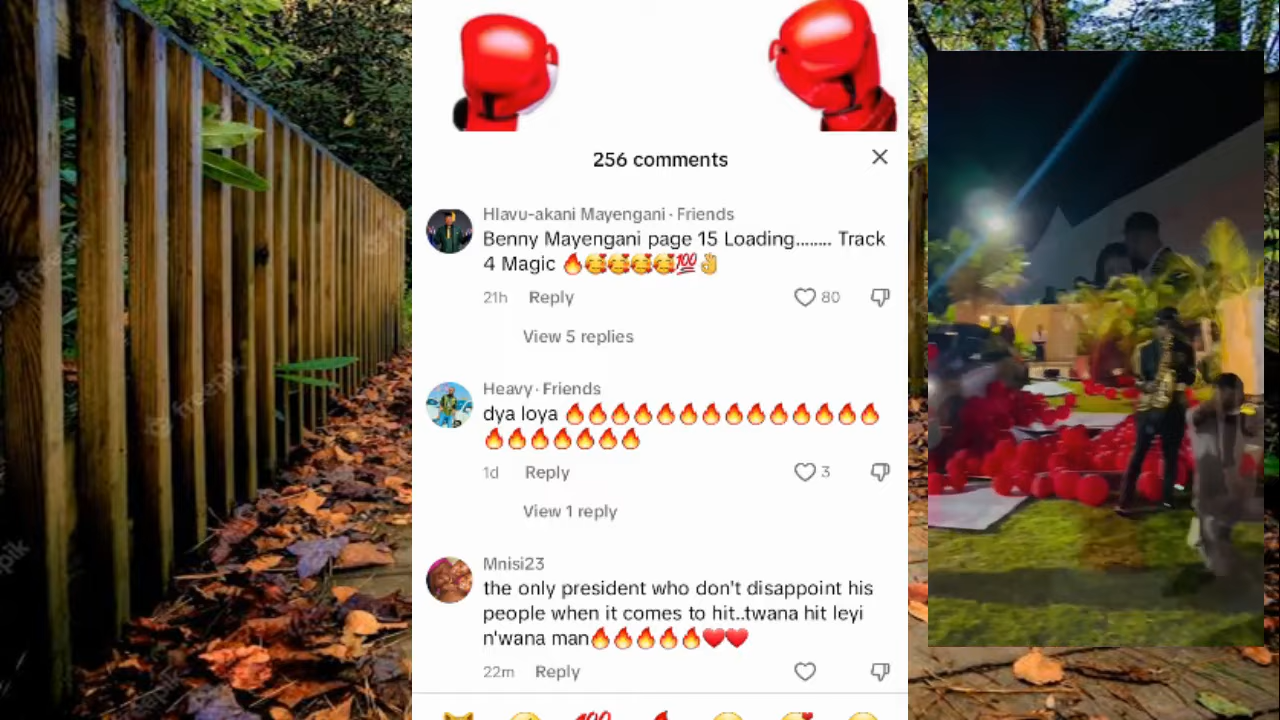 256 comments
Hlavu-akani Mayengani · Friends
Benny Mayengani page 15 Loading........ Track
4 Magic 🔥🥰🥰🥰🥰💯👌
21h Reply 80
View 5 replies
Heavy · Friends
dya loya 🔥🔥🔥🔥🔥🔥🔥🔥🔥🔥🔥🔥🔥🔥
🔥🔥🔥🔥🔥🔥🔥
1d Reply 3
View 1 reply
Mnisi23
the only president who don't disappoint his
people when it comes to hit..twana hit leyi
n'wana man🔥🔥🔥🔥🔥❤️❤️
22m Reply
freepik